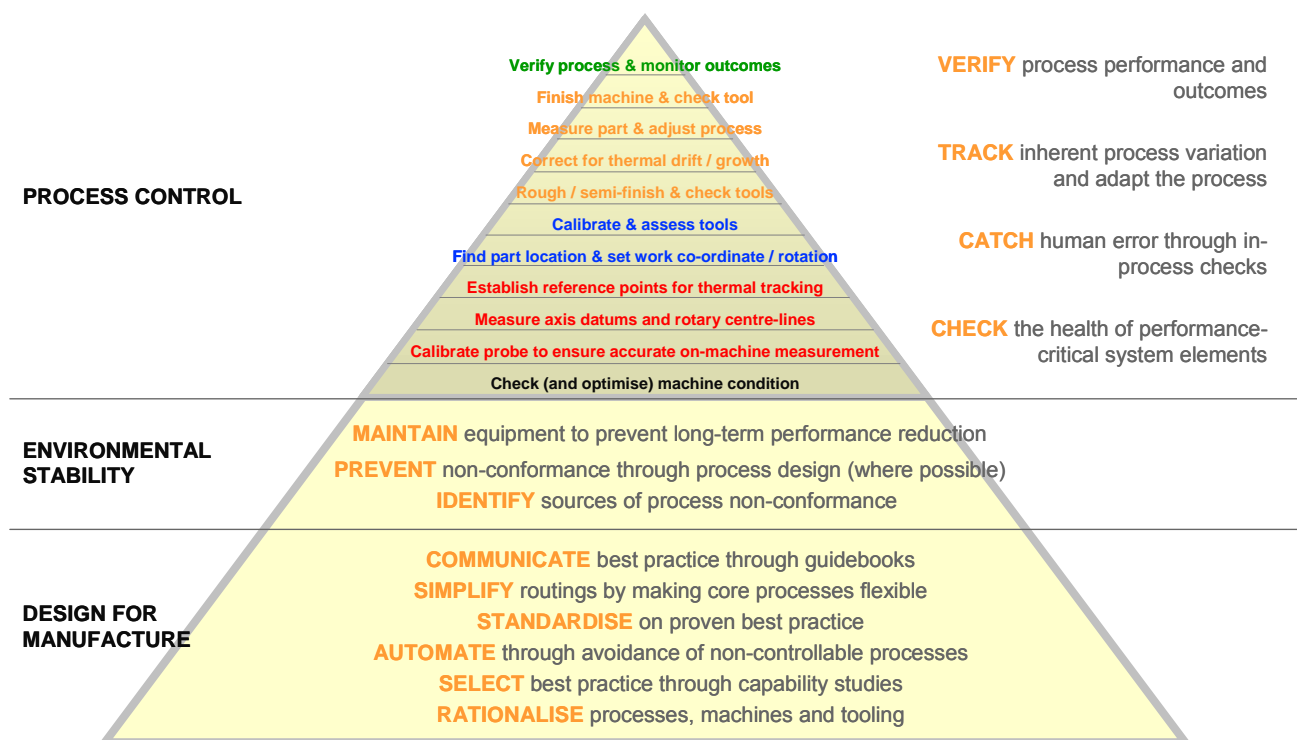 Verify process & monitor outcomes
Finish machine & check tool
Measure part & adjust process
Correct for thermal drift / growth
Rough / semi-finish & check tools
Calibrate & assess tools
Find part location & set work co-ordinate / rotation
Establish reference points for thermal tracking
Measure axis datums and rotary centre-lines
Calibrate probe to ensure accurate on-machine measurement
Check (and optimise) machine condition
PROCESS CONTROL
VERIFY process performance and
outcomes
TRACK inherent process variation
and adapt the process
CATCH human error through in-
process checks
CHECK the health of performance-
critical system elements
ENVIRONMENTAL
STABILITY
MAINTAIN equipment to prevent long-term performance reduction
PREVENT non-conformance through process design (where possible)
IDENTIFY sources of process non-conformance
DESIGN FOR
MANUFACTURE
COMMUNICATE best practice through guidebooks
SIMPLIFY routings by making core processes flexible
STANDARDISE on proven best practice
AUTOMATE through avoidance of non-controllable processes
SELECT best practice through capability studies
RATIONALISE processes, machines and tooling